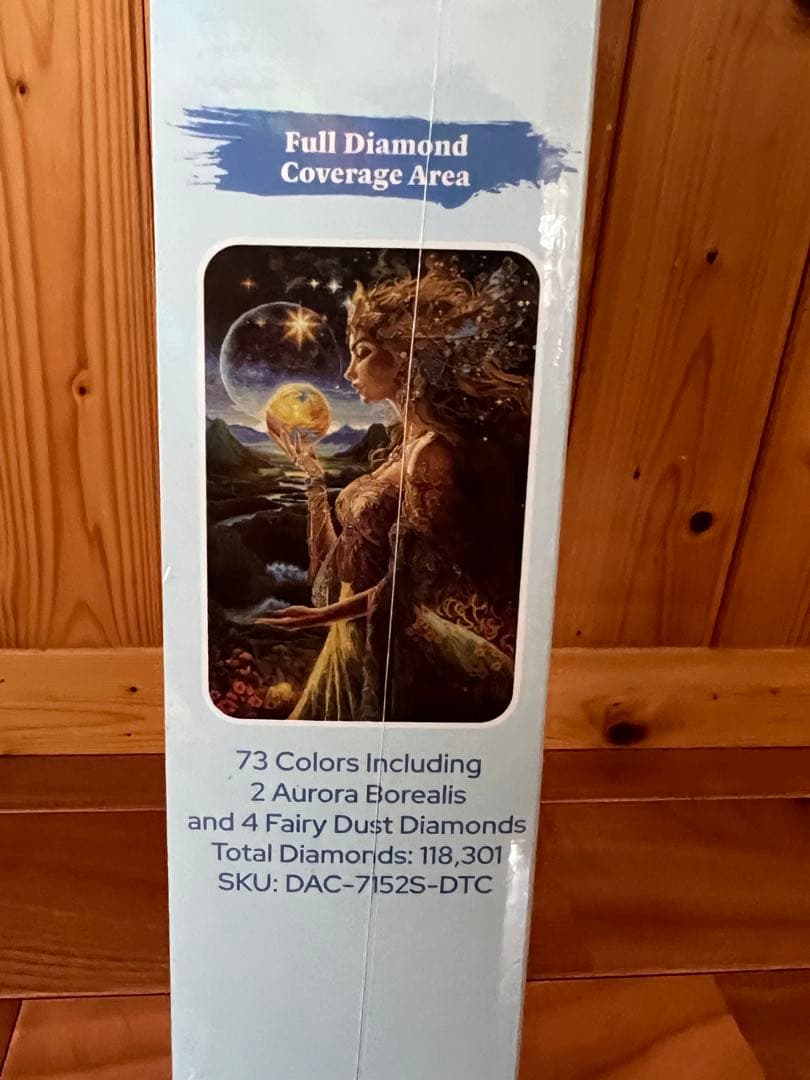 Full Diamond
Coverage Area
73 Colors Including
2 Aurora Borealis
and 4 Fairy Dust Diamonds
Total Diamonds: 118,301
SKU: DAC-7152S-DTC